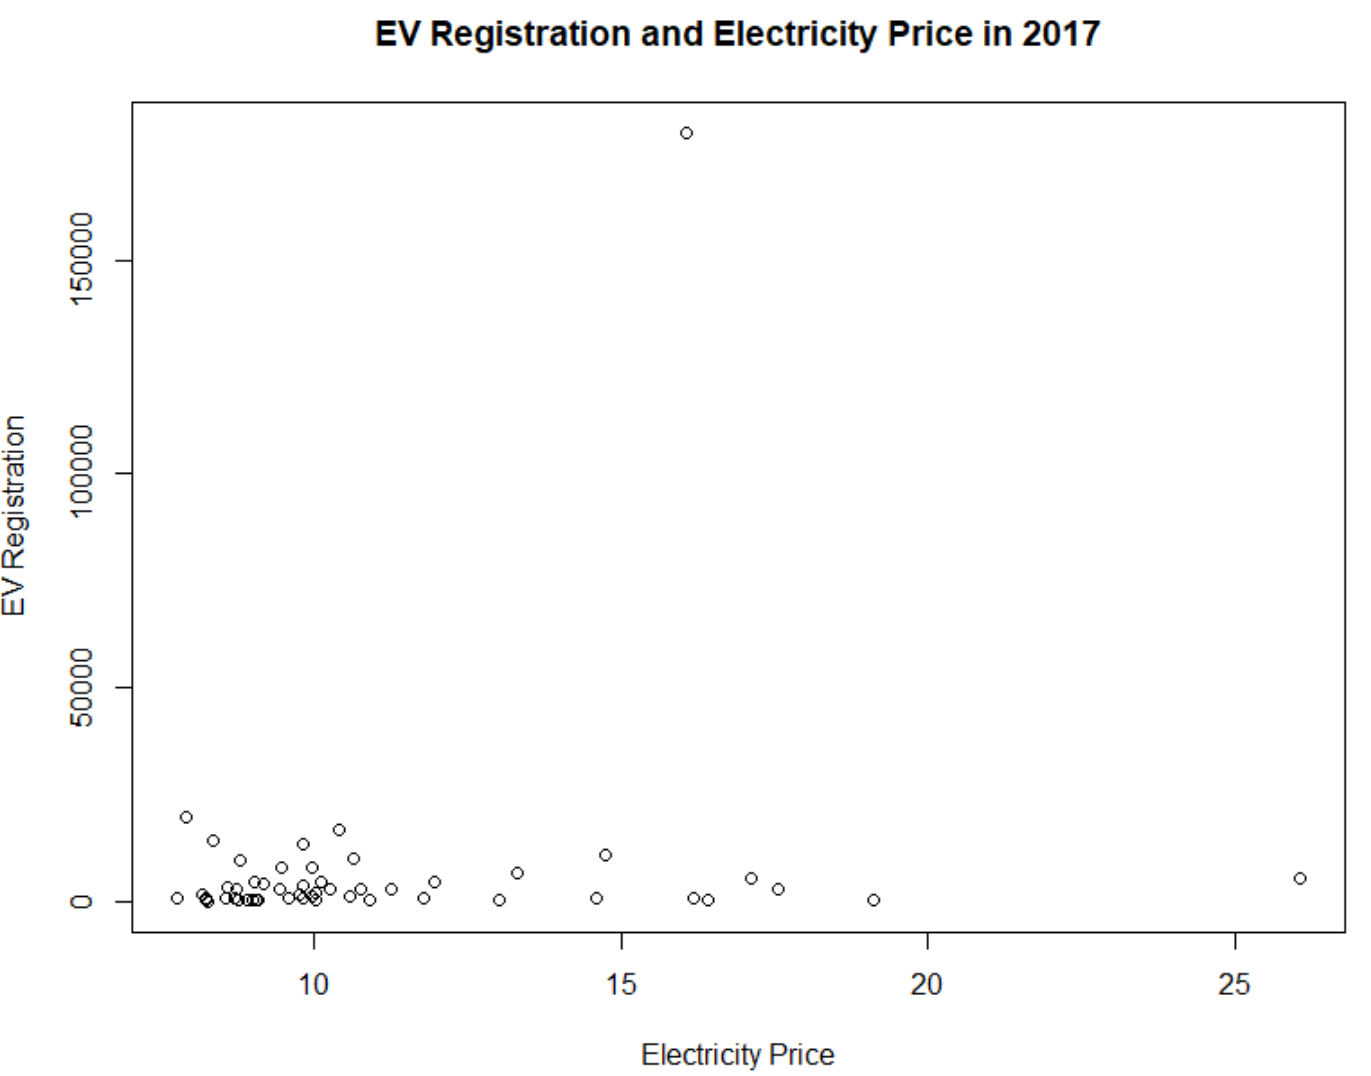 EV Registration and Electricity Price in 2017
EV Registration
150000
100000
50000
0
10
15
20
25
Electricity Price